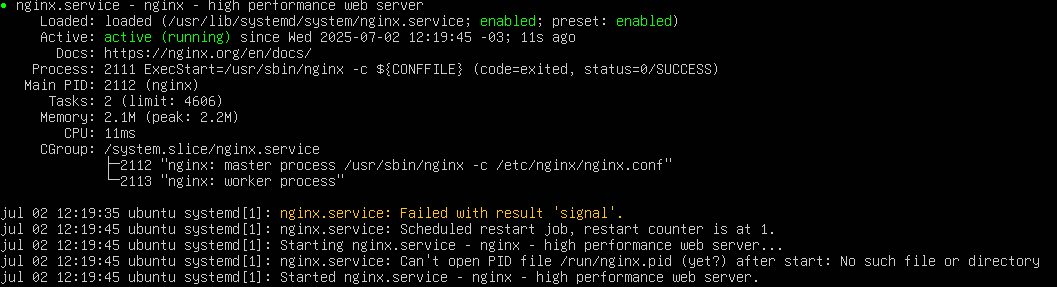 ● nginx.service - nginx - high performance web server
     Loaded: loaded (/usr/lib/systemd/system/nginx.service; enabled; preset: enabled)
     Active: active (running) since Wed 2025-07-02 12:19:45 -03; 11s ago
       Docs: https://nginx.org/en/docs/
    Process: 2111 ExecStart=/usr/sbin/nginx -c ${CONFFILE} (code=exited, status=0/SUCCESS)
   Main PID: 2112 (nginx)
      Tasks: 2 (limit: 4606)
     Memory: 2.1M (peak: 2.2M)
        CPU: 11ms
     CGroup: /system.slice/nginx.service
             ├─2112 "nginx: master process /usr/sbin/nginx -c /etc/nginx/nginx.conf"
             └─2113 "nginx: worker process"

jul 02 12:19:35 ubuntu systemd[1]: nginx.service: Failed with result 'signal'.
jul 02 12:19:45 ubuntu systemd[1]: nginx.service: Scheduled restart job, restart counter is at 1.
jul 02 12:19:45 ubuntu systemd[1]: Starting nginx.service - nginx - high performance web server...
jul 02 12:19:45 ubuntu systemd[1]: nginx.service: Can't open PID file /run/nginx.pid (yet?) after start: No such file or directory
jul 02 12:19:45 ubuntu systemd[1]: Started nginx.service - nginx - high performance web server.